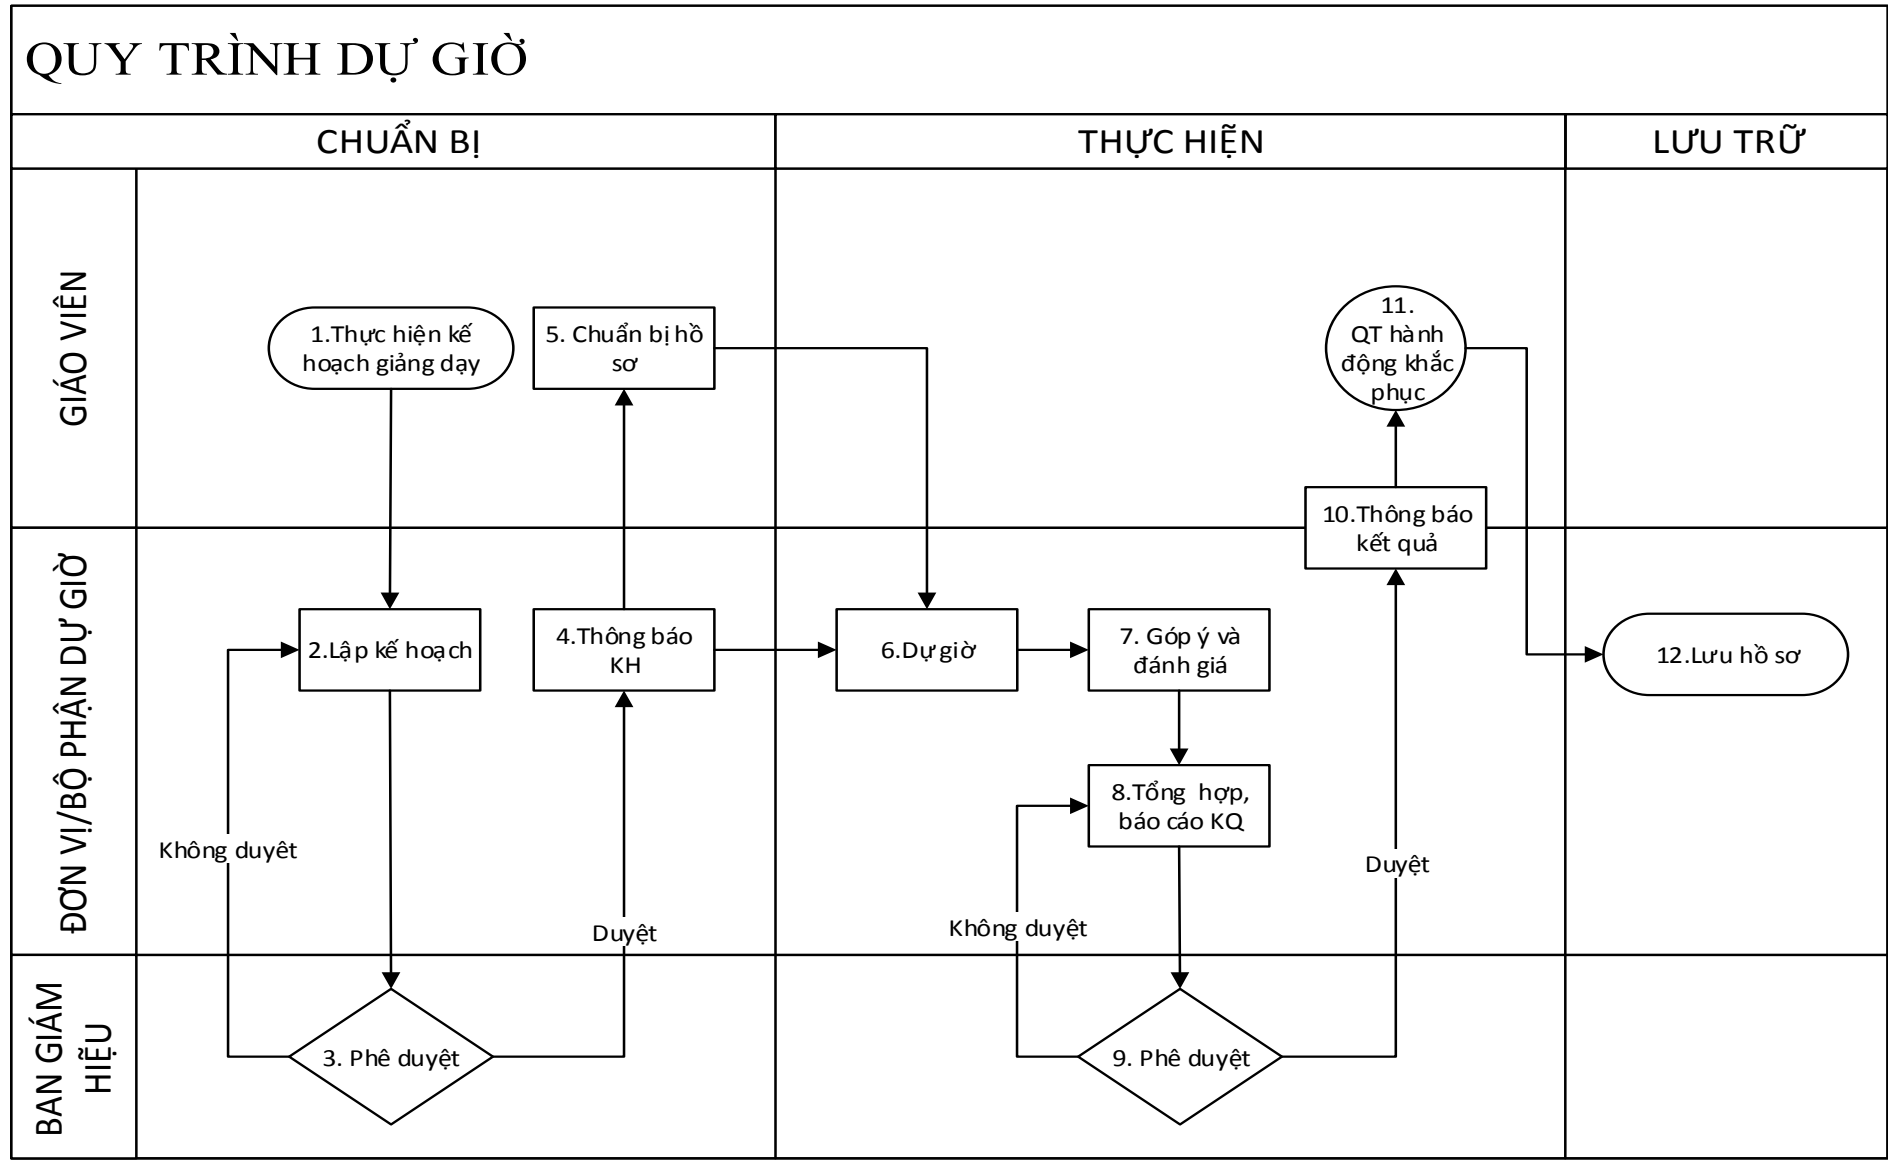 QUY TRÌNH DỰ GIỜ
CHUẨN BỊ
THỰC HIỆN
LƯU TRỮ
GIÁO VIÊN
1.Thực hiện kế
hoạch giảng dạy
5. Chuẩn bị hồ
sơ
11.
QT hành
động khắc
phục
10.Thông báo
kết quả
ĐƠN VỊ/BỘ PHẬN DỰ GIỜ
2.Lập kế hoạch
4.Thông báo
KH
6.Dự giờ
7. Góp ý và
đánh giá
12.Lưu hồ sơ
8.Tổng hợp,
báo cáo KQ
Không duyêt
Duyệt
Không duyệt
Duyệt
BAN GIÁM
HIỆU
3. Phê duyệt
9. Phê duyệt